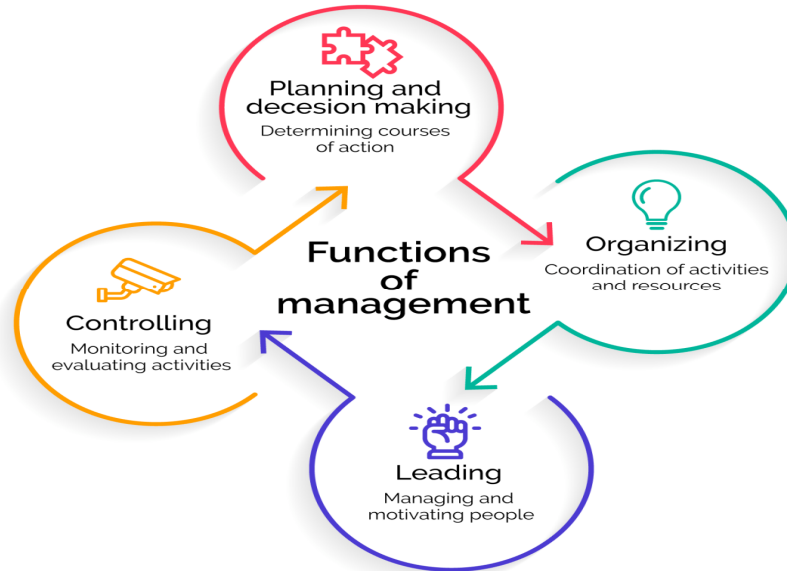 Planning and
decesion making
Determining courses
of action
Organizing
Coordination of activities
and resources
Functions
of
management
Controlling
Monitoring and
evaluating activities
Leading
Managing and
motivating people